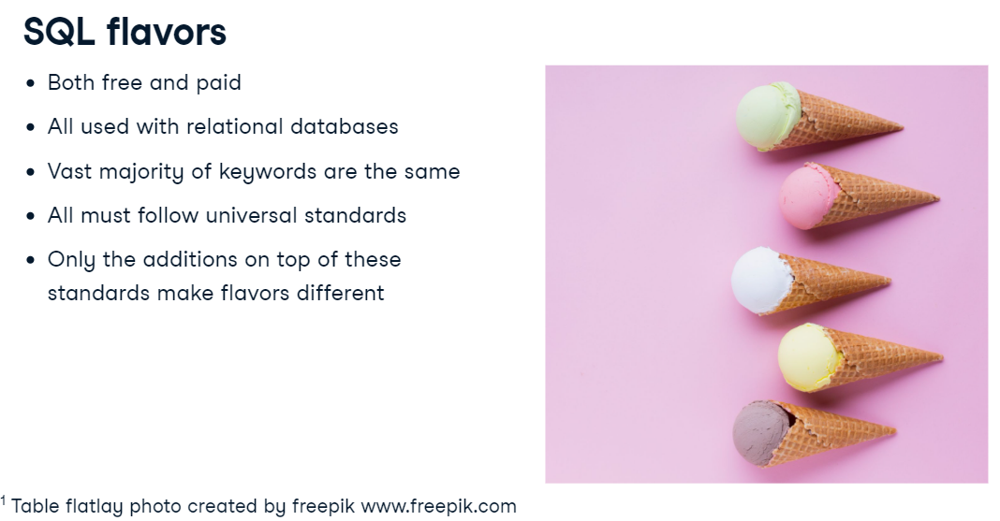 SQL flavors
• Both free and paid
• All used with relational databases
• Vast majority of keywords are the same
• All must follow universal standards
• Only the additions on top of these
standards make flavors different
1 Table flatlay photo created by freepik www.freepik.com